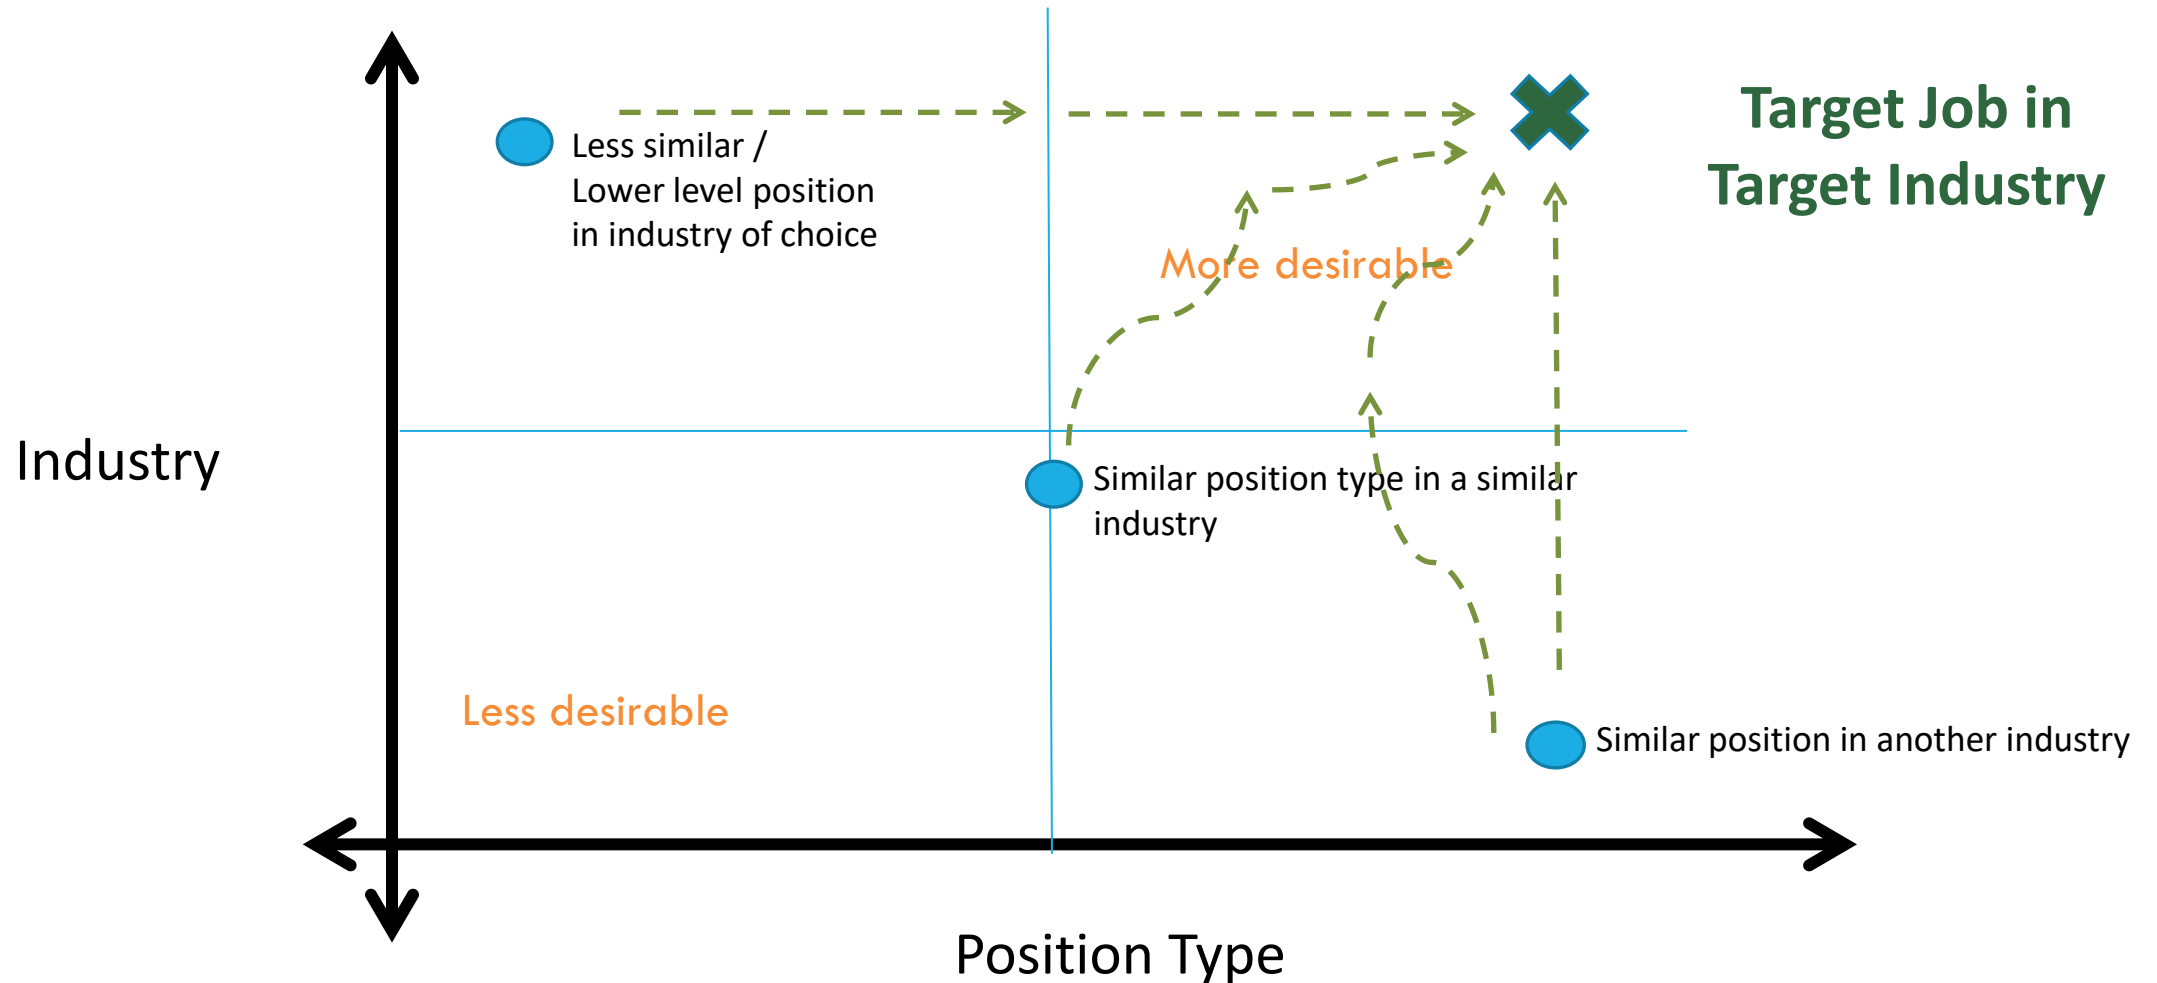 Target Job in
Target Industry
Less similar /
Lower level position
in industry of choice
More desirable
Industry
Similar position type in a similar
industry
Less desirable
Similar position in another industry
Position Type